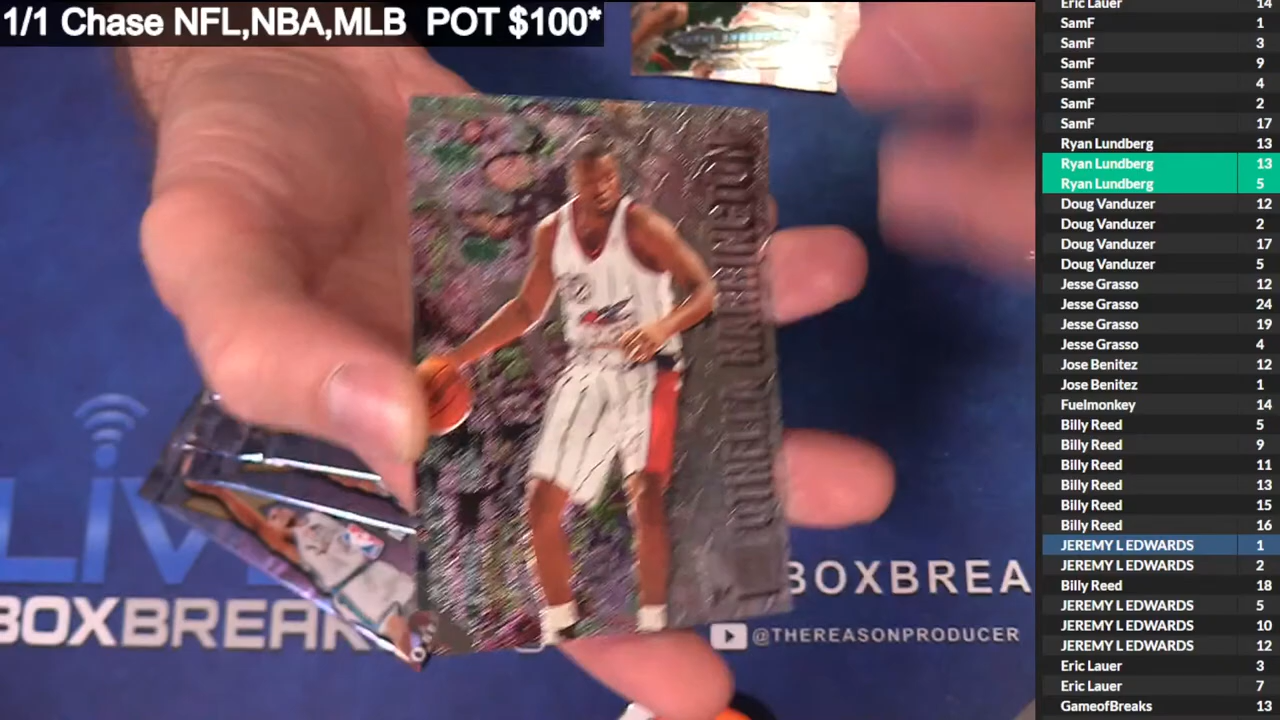 1/1 Chase NFL,NBA,MLB POT $100*
Eric Lauer 14
SamF 1
SamF 3
SamF 9
SamF 4
SamF 2
SamF 17
Ryan Lundberg 13
Ryan Lundberg 13
Ryan Lundberg 5
Doug Vanduzer 12
Doug Vanduzer 2
Doug Vanduzer 17
Doug Vanduzer 5
Jesse Grasso 12
Jesse Grasso 24
Jesse Grasso 19
Jesse Grasso 4
Jose Benitez 12
Jose Benitez 1
Fuelmonkey 14
Billy Reed 5
Billy Reed 9
Billy Reed 11
Billy Reed 13
Billy Reed 15
Billy Reed 16
JEREMY L EDWARDS 1
JEREMY L EDWARDS 2
Billy Reed 18
JEREMY L EDWARDS 5
JEREMY L EDWARDS 10
JEREMY L EDWARDS 12
Eric Lauer 3
Eric Lauer 7
GameofBreaks 13
OTHELLA HARRINGTON
LIV
BOXBREAK
BOXBREA
@THEREASONPRODUCER